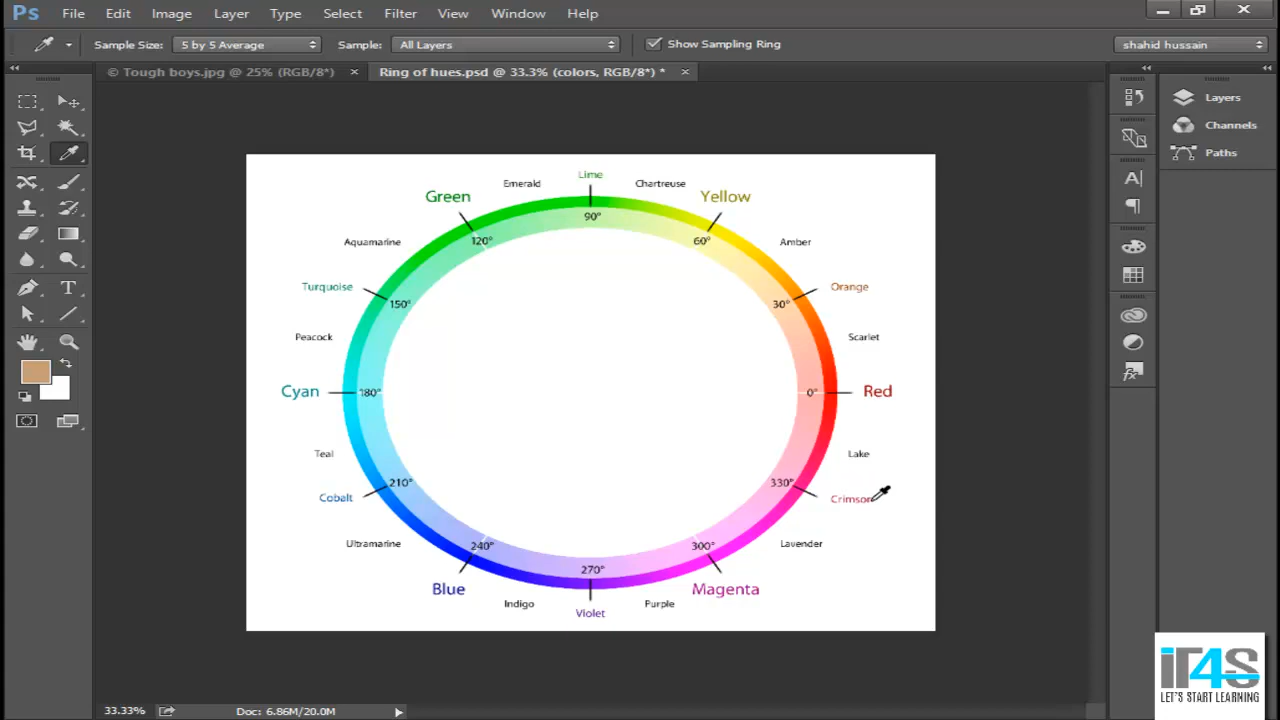 Ps File Edit Image Layer Type Select Filter View Window Help
Sample Size: 5 by 5 Average Sample: All Layers Show Sampling Ring shahid hussain
© Tough boys.jpg @ 25% (RGB/8*) × Ring of hues.psd @ 33.3% (colors, RGB/8*) * ×
Layers
Channels
Paths
Lime
Emerald Chartreuse
Green Yellow
90°
120° 60°
Aquamarine Amber
Turquoise Orange
150° 30°
Peacock Scarlet
Cyan 180° 0° Red
Teal Lake
210° 330°
Cobalt Crimson
Ultramarine 240° 300° Lavender
270°
Blue Magenta
Indigo Purple
Violet
iT4S
LET'S START LEARNING
33.33% Doc: 6.86M/20.0M